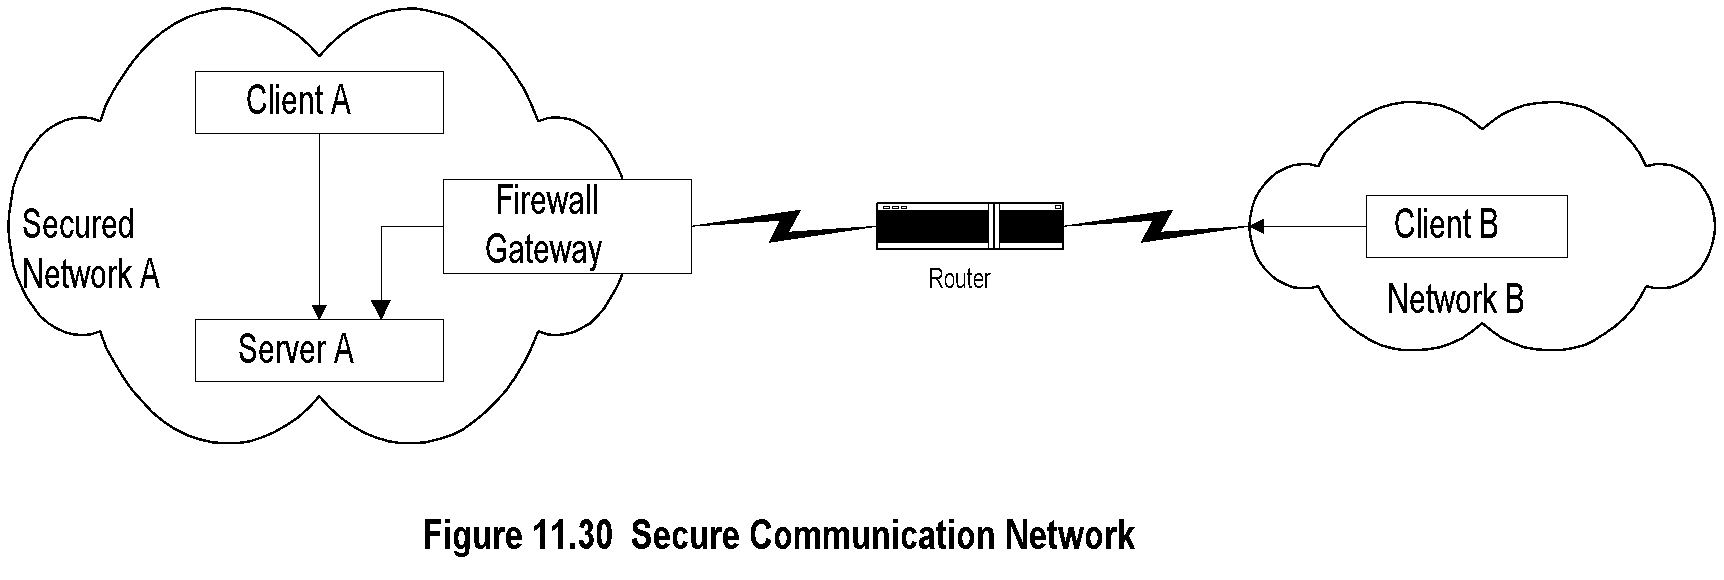 Client A
Firewall
Gateway
Secured
Network A
Server A
Router
Client B
Network B
Figure 11.30 Secure Communication Network